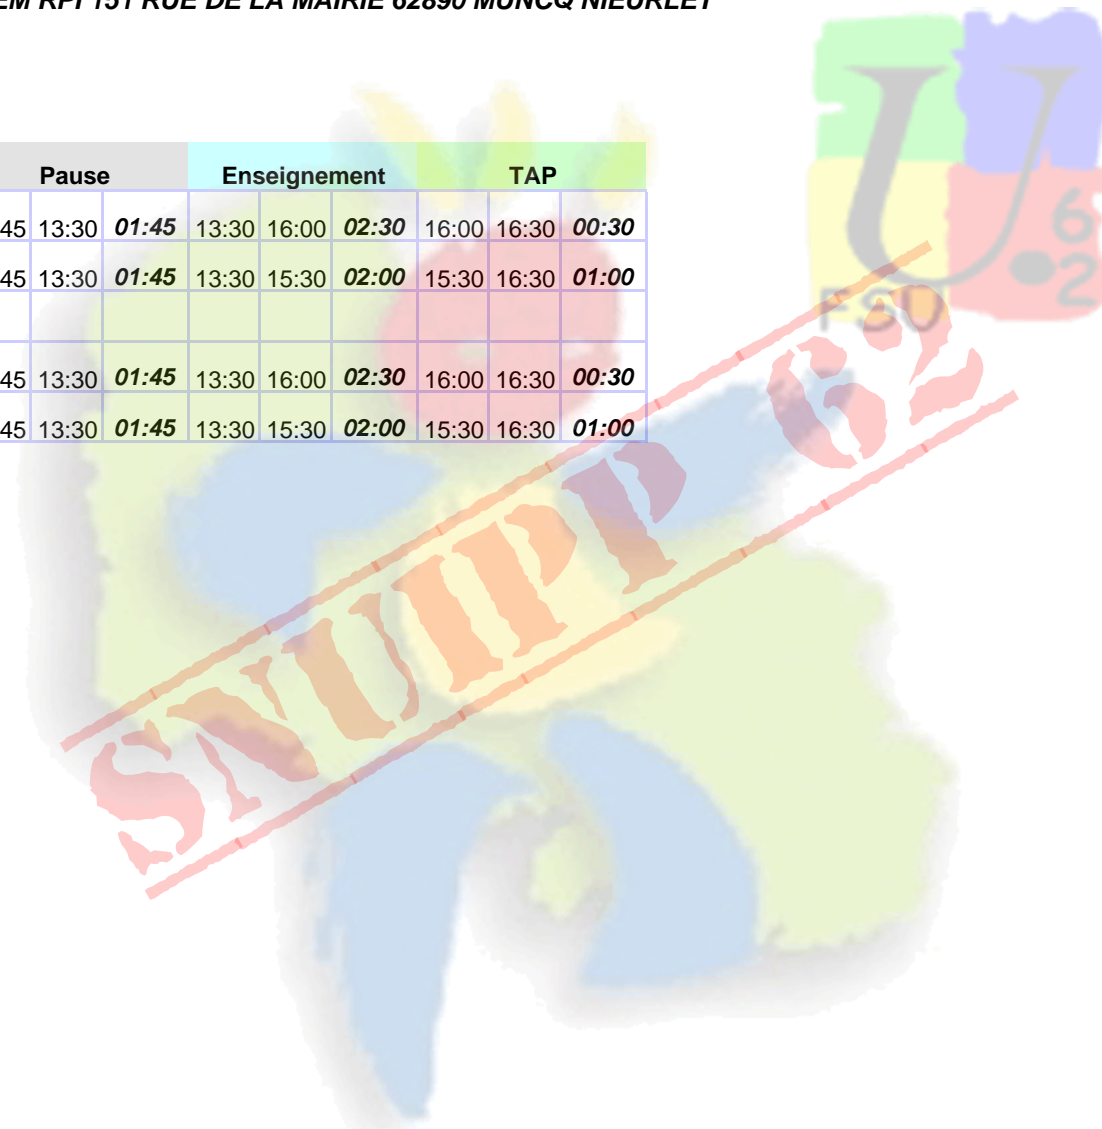 EM RPI 151 RUE DE LA MAIRIE 62890 MUNCQ NIEURLET
Pause Enseignement TAP
45 13:30 01:45 13:30 16:00 02:30 16:00 16:30 00:30
45 13:30 01:45 13:30 15:30 02:00 15:30 16:30 01:00
45 13:30 01:45 13:30 16:00 02:30 16:00 16:30 00:30
45 13:30 01:45 13:30 15:30 02:00 15:30 16:30 01:00
U.62
FSU
SNUIPP 62